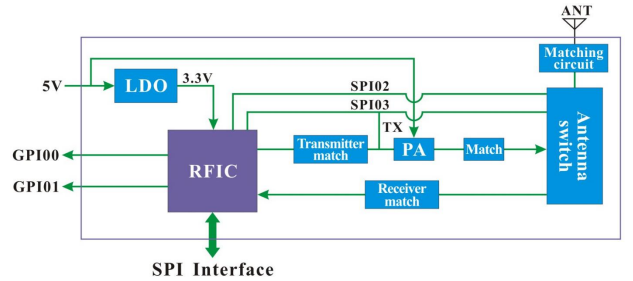 ANT
Matching
circuit
5V
LDO
3.3V
SPI02
SPI03
TX
Antenna
switch
GPI00
RFIC
Transmitter
match
PA
Match
GPI01
Receiver
match
SPI Interface